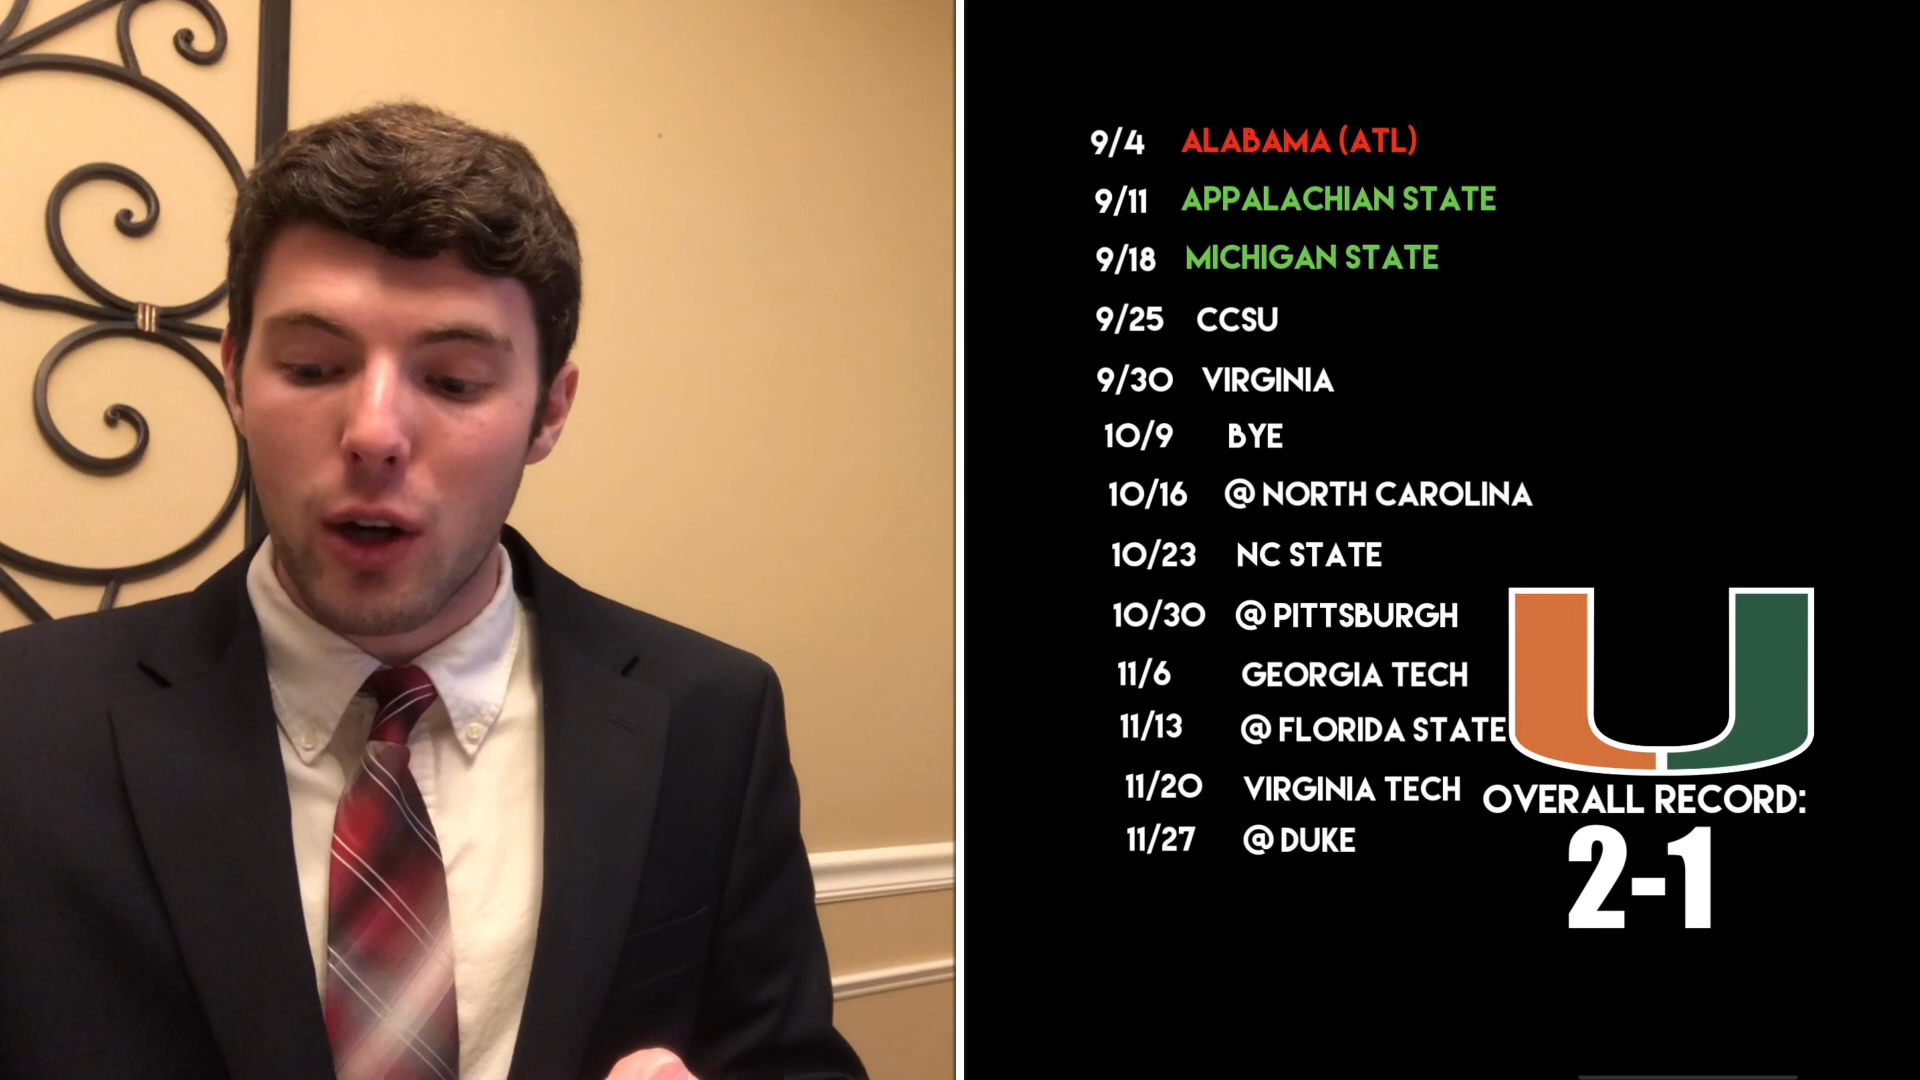 9/4 ALABAMA (ATL)
9/11 APPALACHIAN STATE
9/18 MICHIGAN STATE
9/25 CCSU
9/30 VIRGINIA
10/9 BYE
10/16 @ NORTH CAROLINA
10/23 NC STATE
10/30 @ PITTSBURGH
11/6 GEORGIA TECH
11/13 @ FLORIDA STATE
11/20 VIRGINIA TECH
11/27 @ DUKE
U
OVERALL RECORD:
2-1